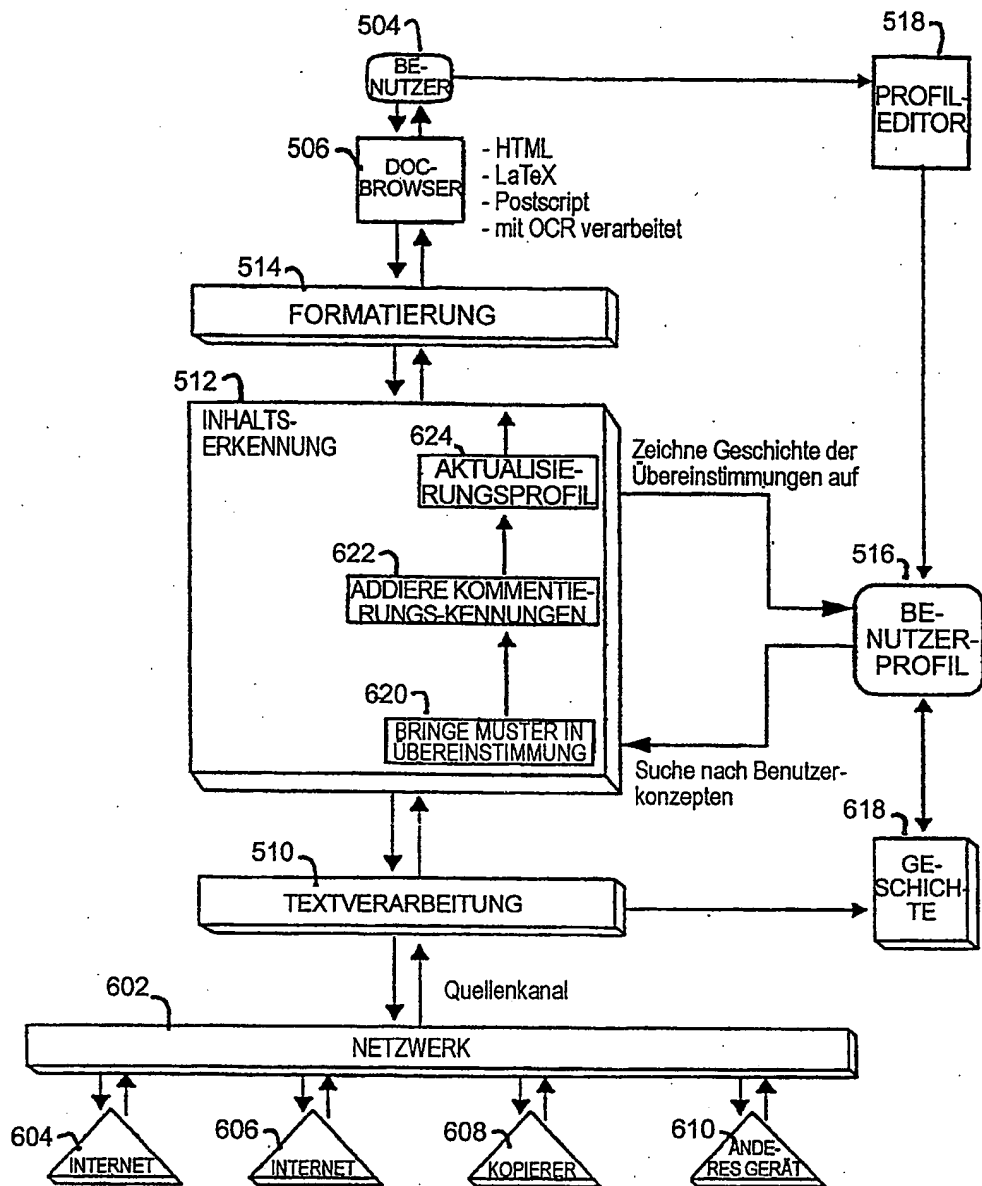 504
518
BE-
NUTZER
PROFIL-
EDITOR
506
DOC-
BROWSER
- HTML
- LaTeX
- Postscript
- mit OCR verarbeitet
514
FORMATIERUNG
512
INHALTS-
ERKENNUNG
624
AKTUALISIE-
RUNGSPROFIL
Zeichne Geschichte der
Übereinstimmungen auf
622
ADDIERE KOMMENTIE-
RUNGS-KENNUNGEN
516
BE-
NUTZER-
PROFIL
620
BRINGE MUSTER IN
ÜBEREINSTIMMUNG
Suche nach Benutzer-
konzepten
618
GE-
SCHICH-
TE
510
TEXTVERARBEITUNG
Quellenkanal
602
NETZWERK
604
INTERNET
606
INTERNET
608
KOPIERER
610
ANDE-
RES GERÄT